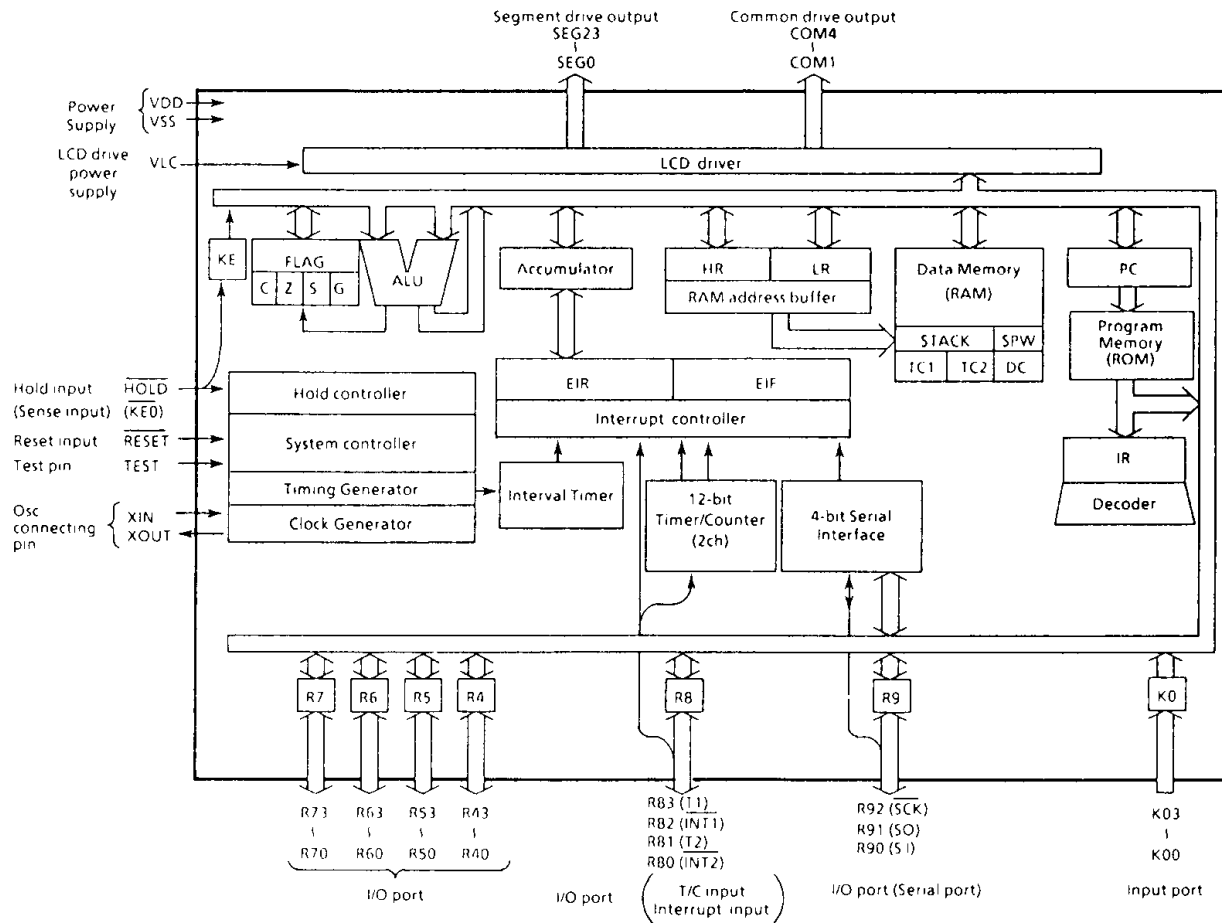 Segment drive output
SEG23
~
SEG0
Common drive output
COM4
~
COM1
Power Supply
VDD
VSS
LCD drive power supply
VLC
LCD driver
KE
FLAG
C Z S G
ALU
Accumulator
HR LR
RAM address buffer
Data Memory
(RAM)
STACK SPW
TC1 TC2 DC
PC
Program
Memory
(ROM)
IR
Decoder
Hold input HOLD
(Sense input) (KE0)
Reset input RESET
Test pin TEST
Osc connecting pin
XIN
XOUT
Hold controller
System controller
Timing Generator
Clock Generator
EIR EIF
Interrupt controller
Interval Timer
12-bit
Timer/Counter
(2ch)
4-bit Serial
Interface
R7 R6 R5 R4 R8 R9 K0
R73 R63 R53 R43
~ ~ ~ ~
R70 R60 R50 R40
I/O port
R83 (T1)
R82 (INT1)
R81 (T2)
R80 (INT2)
I/O port
(T/C input
Interrupt input)
R92 (SCK)
R91 (SO)
R90 (SI)
I/O port (Serial port)
K03
~
K00
Input port